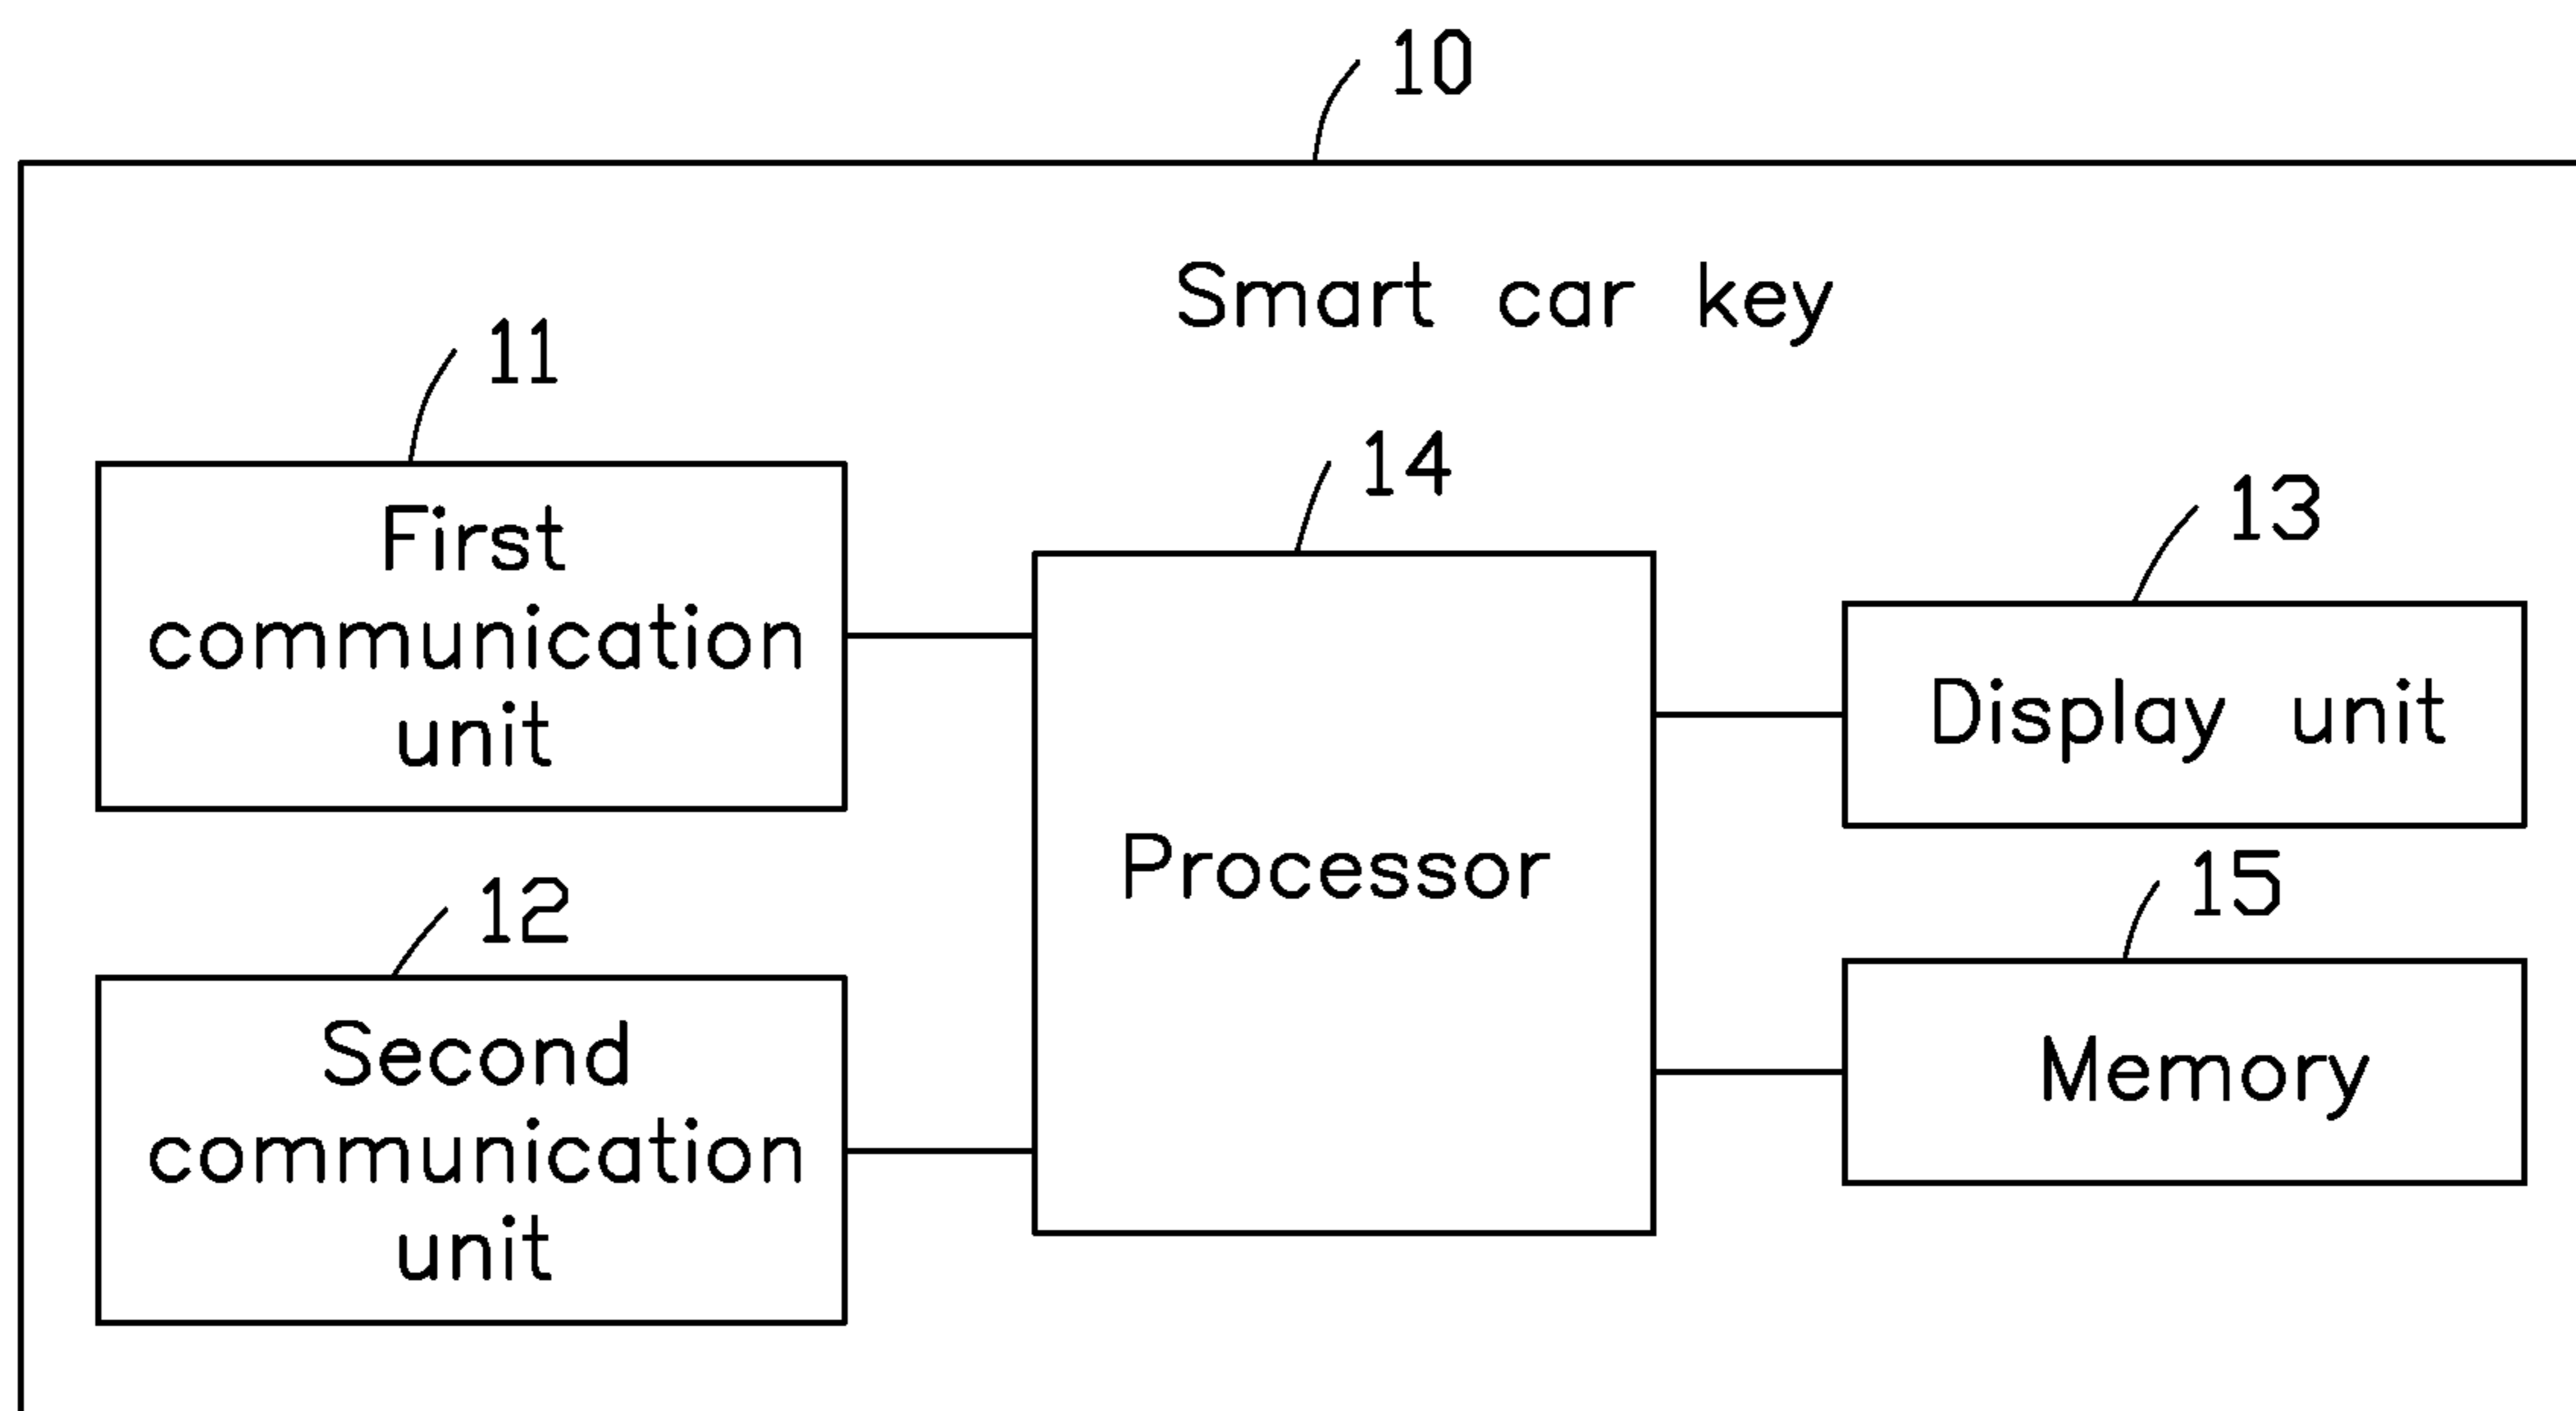 10
Smart car key
11
First
communication
unit
14
Processor
13
Display unit
12
Second
communication
unit
15
Memory